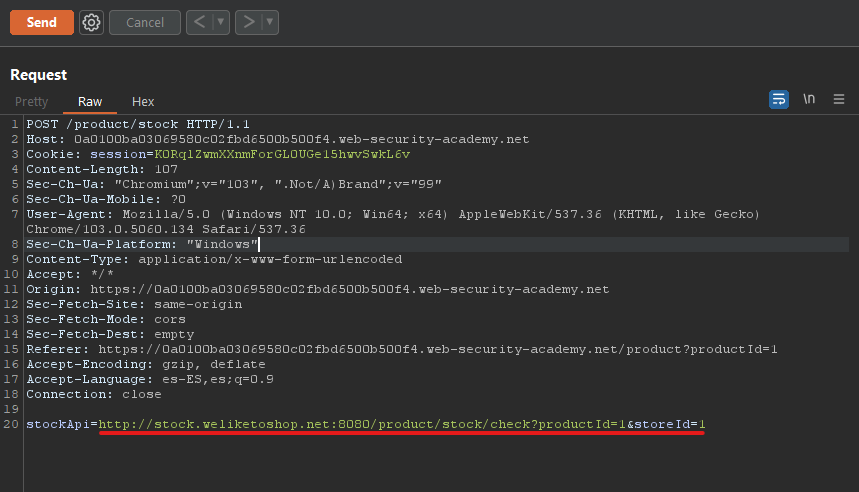 Send Cancel < >
Request
Pretty Raw Hex \n
1 POST /product/stock HTTP/1.1
2 Host: 0a0100ba03069580c02fbd6500b500f4.web-security-academy.net
3 Cookie: session=K0RqlZwmXXnmForGL0UGe15hwvSwkL6v
4 Content-Length: 107
5 Sec-Ch-Ua: "Chromium";v="103", ".Not/A)Brand";v="99"
6 Sec-Ch-Ua-Mobile: ?0
7 User-Agent: Mozilla/5.0 (Windows NT 10.0; Win64; x64) AppleWebKit/537.36 (KHTML, like Gecko)
Chrome/103.0.5060.134 Safari/537.36
8 Sec-Ch-Ua-Platform: "Windows"
9 Content-Type: application/x-www-form-urlencoded
10 Accept: */*
11 Origin: https://0a0100ba03069580c02fbd6500b500f4.web-security-academy.net
12 Sec-Fetch-Site: same-origin
13 Sec-Fetch-Mode: cors
14 Sec-Fetch-Dest: empty
15 Referer: https://0a0100ba03069580c02fbd6500b500f4.web-security-academy.net/product?productId=1
16 Accept-Encoding: gzip, deflate
17 Accept-Language: es-ES,es;q=0.9
18 Connection: close
19
20 stockApi=http://stock.weliketoshop.net:8080/product/stock/check?productId=1&storeId=1